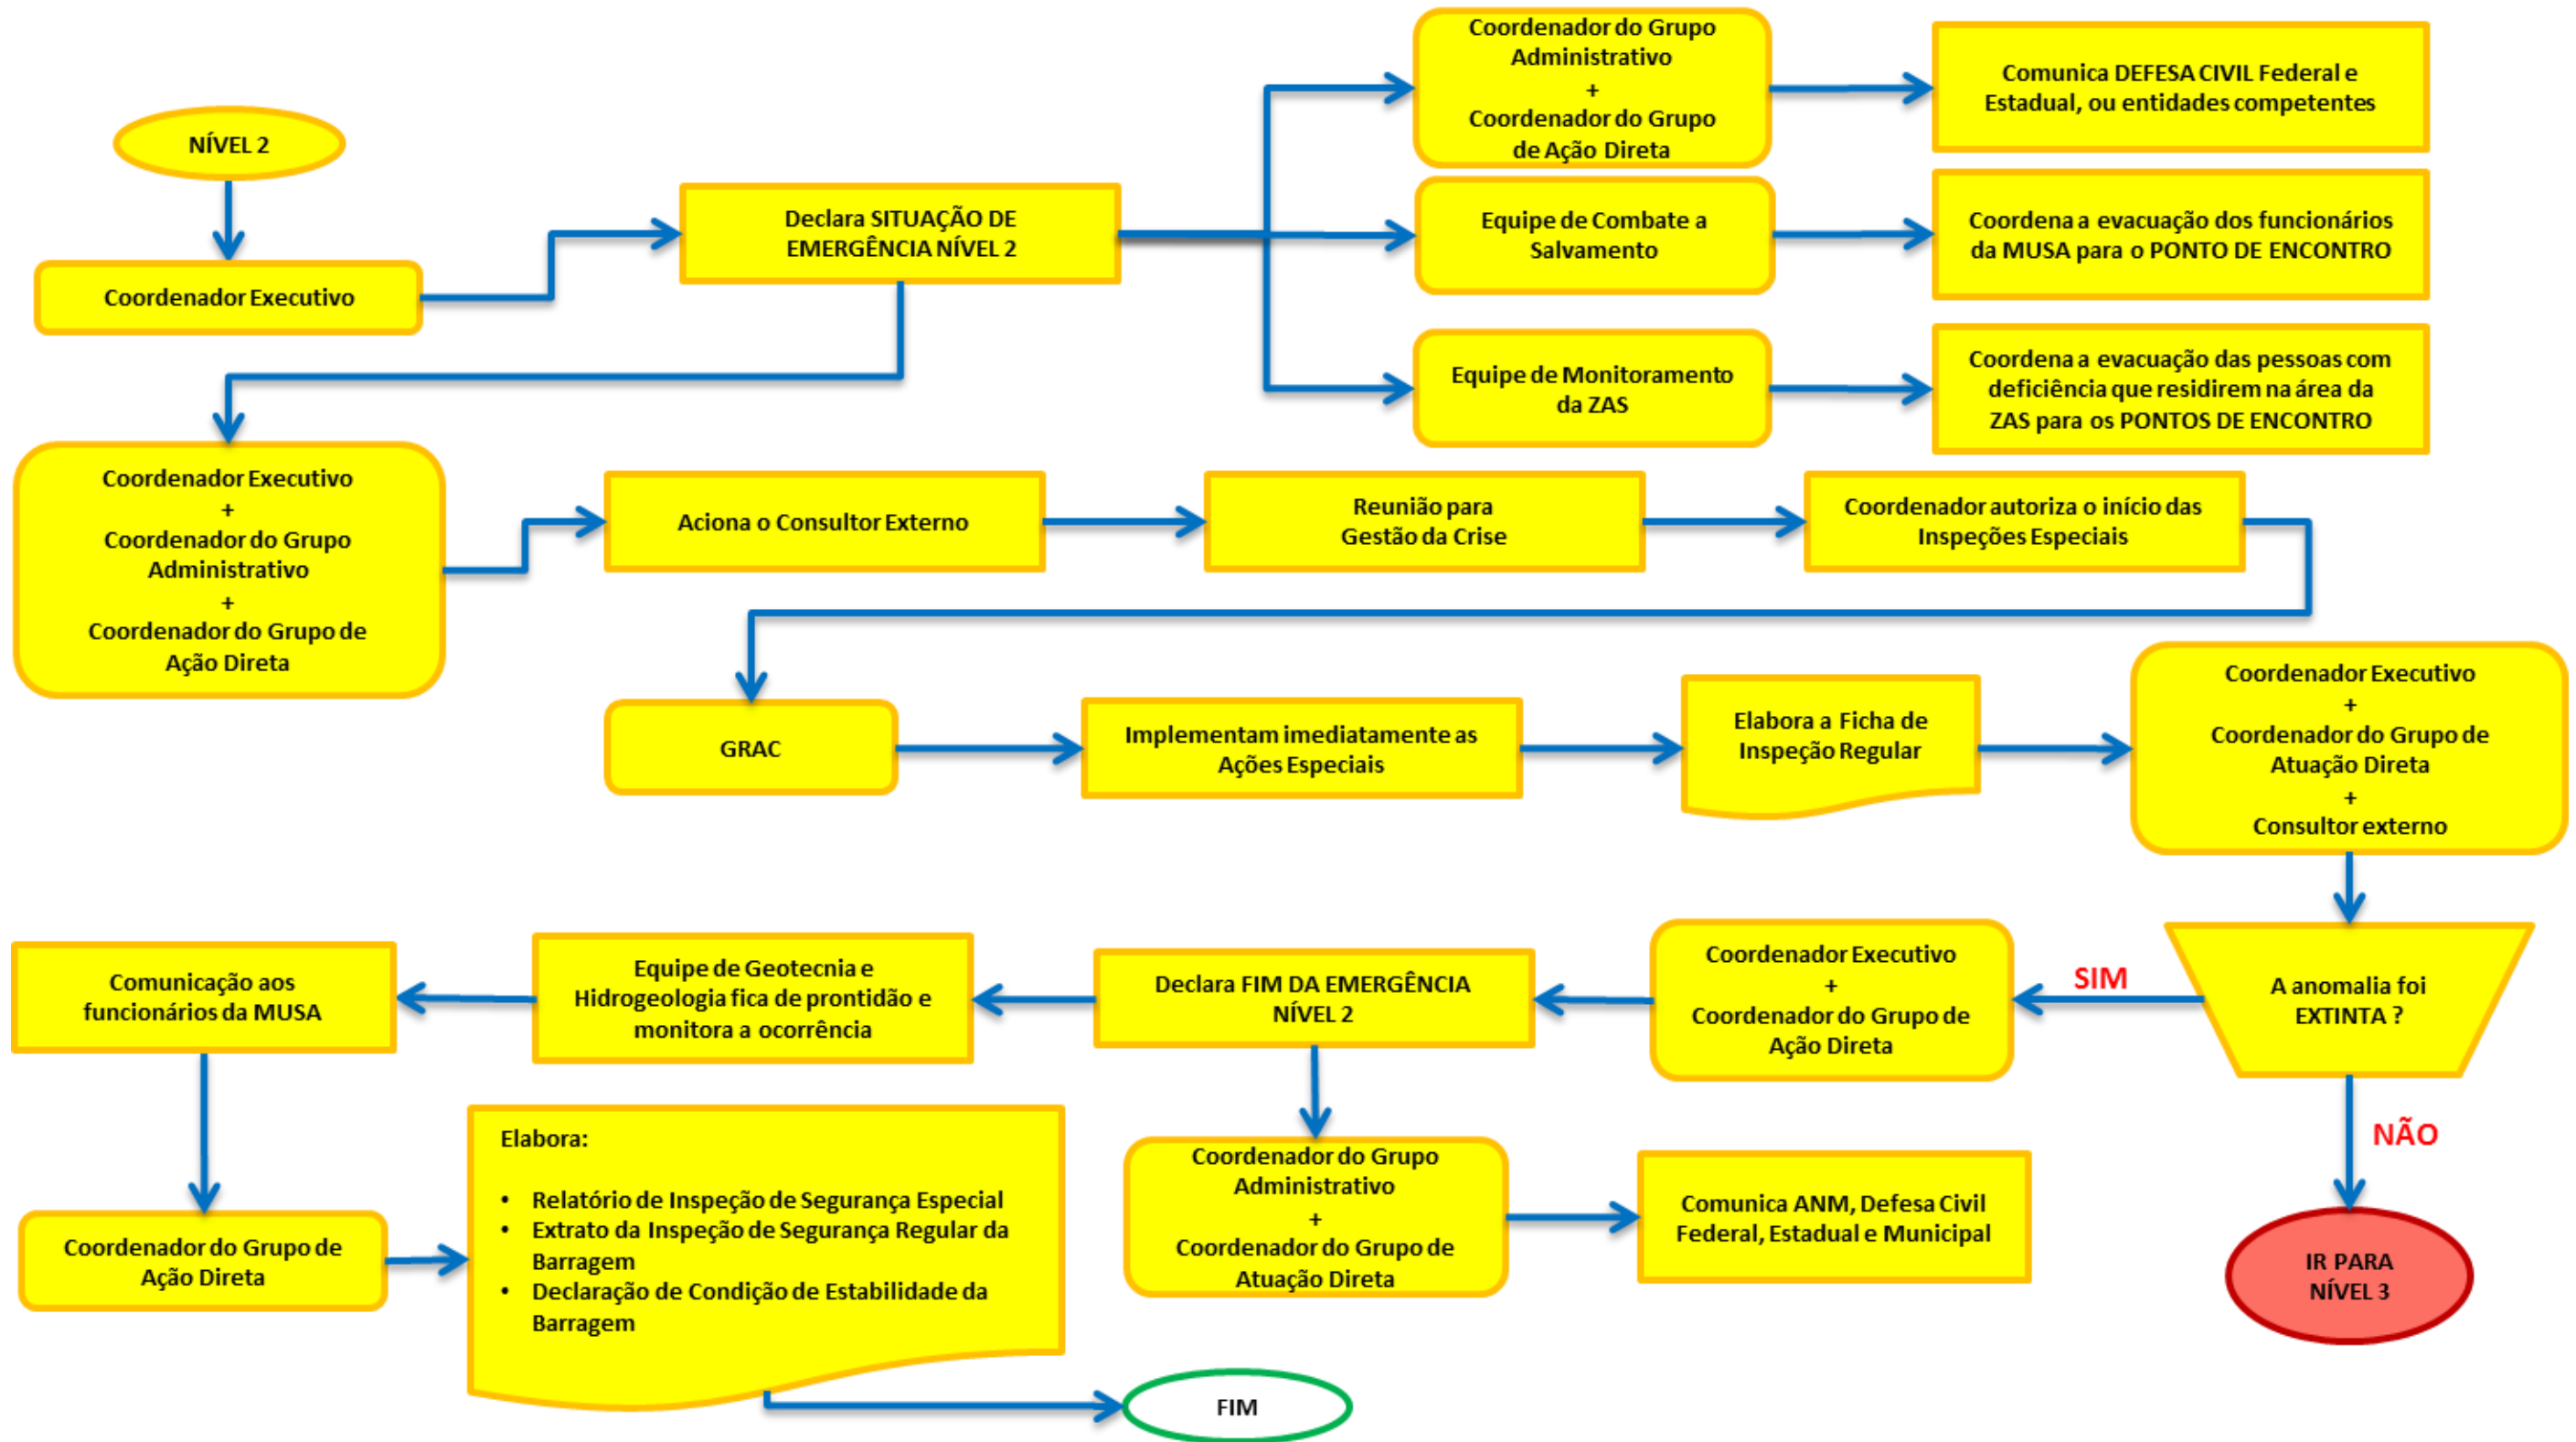 NÍVEL 2
Coordenador Executivo
Declara SITUAÇÃO DE
EMERGÊNCIA NÍVEL 2
Coordenador do Grupo
Administrativo
+
Coordenador do Grupo
de Ação Direta
Comunica DEFESA CIVIL Federal e
Estadual, ou entidades competentes
Equipe de Combate a
Salvamento
Coordena a evacuação dos funcionários
da MUSA para o PONTO DE ENCONTRO
Equipe de Monitoramento
da ZAS
Coordena a evacuação das pessoas com
deficiência que residirem na área da
ZAS para os PONTOS DE ENCONTRO
Coordenador Executivo
+
Coordenador do Grupo
Administrativo
+
Coordenador do Grupo de
Ação Direta
Aciona o Consultor Externo
Reunião para
Gestão da Crise
Coordenador autoriza o início das
Inspeções Especiais
GRAC
Implementam imediatamente as
Ações Especiais
Elabora a Ficha de
Inspeção Regular
Coordenador Executivo
+
Coordenador do Grupo de
Atuação Direta
+
Consultor externo
A anomalia foi
EXTINTA ?
SIM
NÃO
IR PARA
NÍVEL 3
Coordenador Executivo
+
Coordenador do Grupo de
Ação Direta
Declara FIM DA EMERGÊNCIA
NÍVEL 2
Coordenador do Grupo
Administrativo
+
Coordenador do Grupo de
Atuação Direta
Comunica ANM, Defesa Civil
Federal, Estadual e Municipal
Equipe de Geotecnia e
Hidrogeologia fica de prontidão e
monitora a ocorrência
Comunicação aos
funcionários da MUSA
Coordenador do Grupo de
Ação Direta
Elabora:
• Relatório de Inspeção de Segurança Especial
• Extrato da Inspeção de Segurança Regular da
Barragem
• Declaração de Condição de Estabilidade da
Barragem
FIM